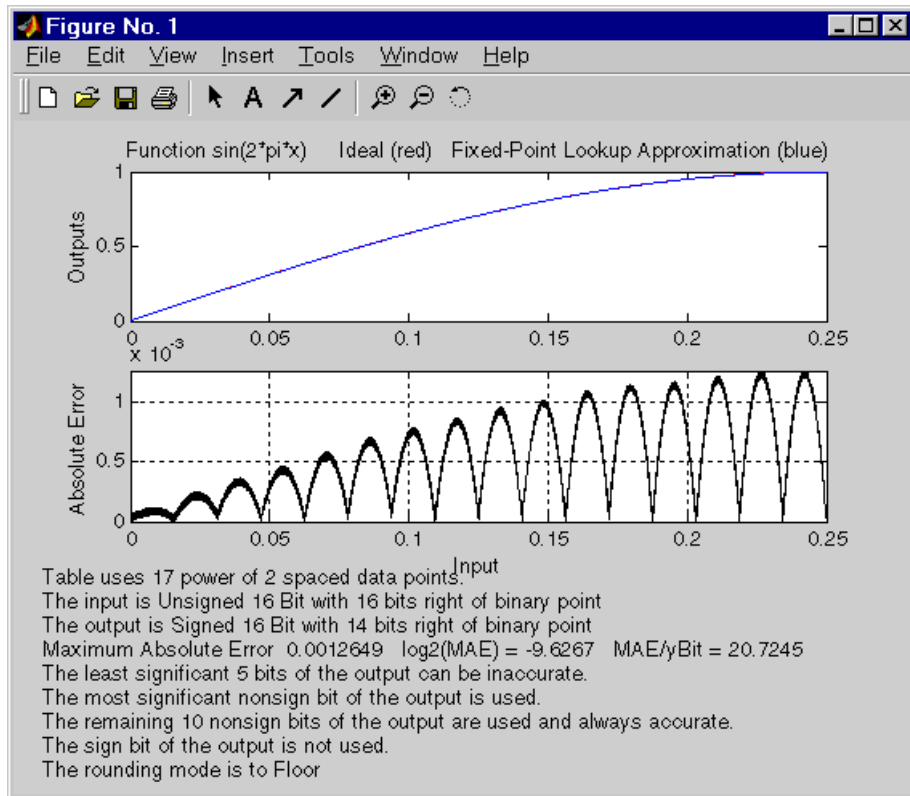 Figure No. 1
File Edit View Insert Tools Window Help
A
Function sin(2*pi*x) Ideal (red) Fixed-Point Lookup Approximation (blue)
1
0.5
0
Outputs
0 0.05 0.1 0.15 0.2 0.25
x 10-3
1
0.5
0
Absolute Error
0 0.05 0.1 0.15 0.2 0.25
Input
Table uses 17 power of 2 spaced data points.
The input is Unsigned 16 Bit with 16 bits right of binary point
The output is Signed 16 Bit with 14 bits right of binary point
Maximum Absolute Error 0.0012649 log2(MAE) = -9.6267 MAE/yBit = 20.7245
The least significant 5 bits of the output can be inaccurate.
The most significant nonsign bit of the output is used.
The remaining 10 nonsign bits of the output are used and always accurate.
The sign bit of the output is not used.
The rounding mode is to Floor